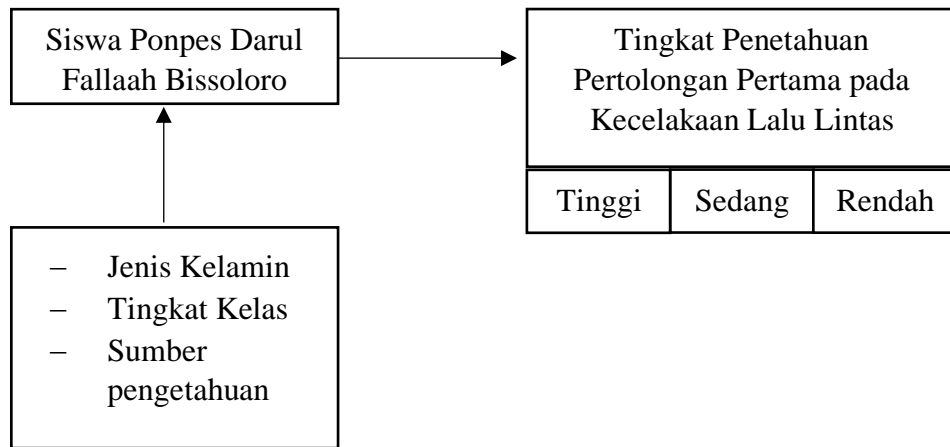 Siswa Ponpes Darul
Fallaah Bissoloro
Tingkat Penetahuan
Pertolongan Pertama pada
Kecelakaan Lalu Lintas
Tinggi
Sedang
Rendah
– Jenis Kelamin
– Tingkat Kelas
– Sumber
pengetahuan